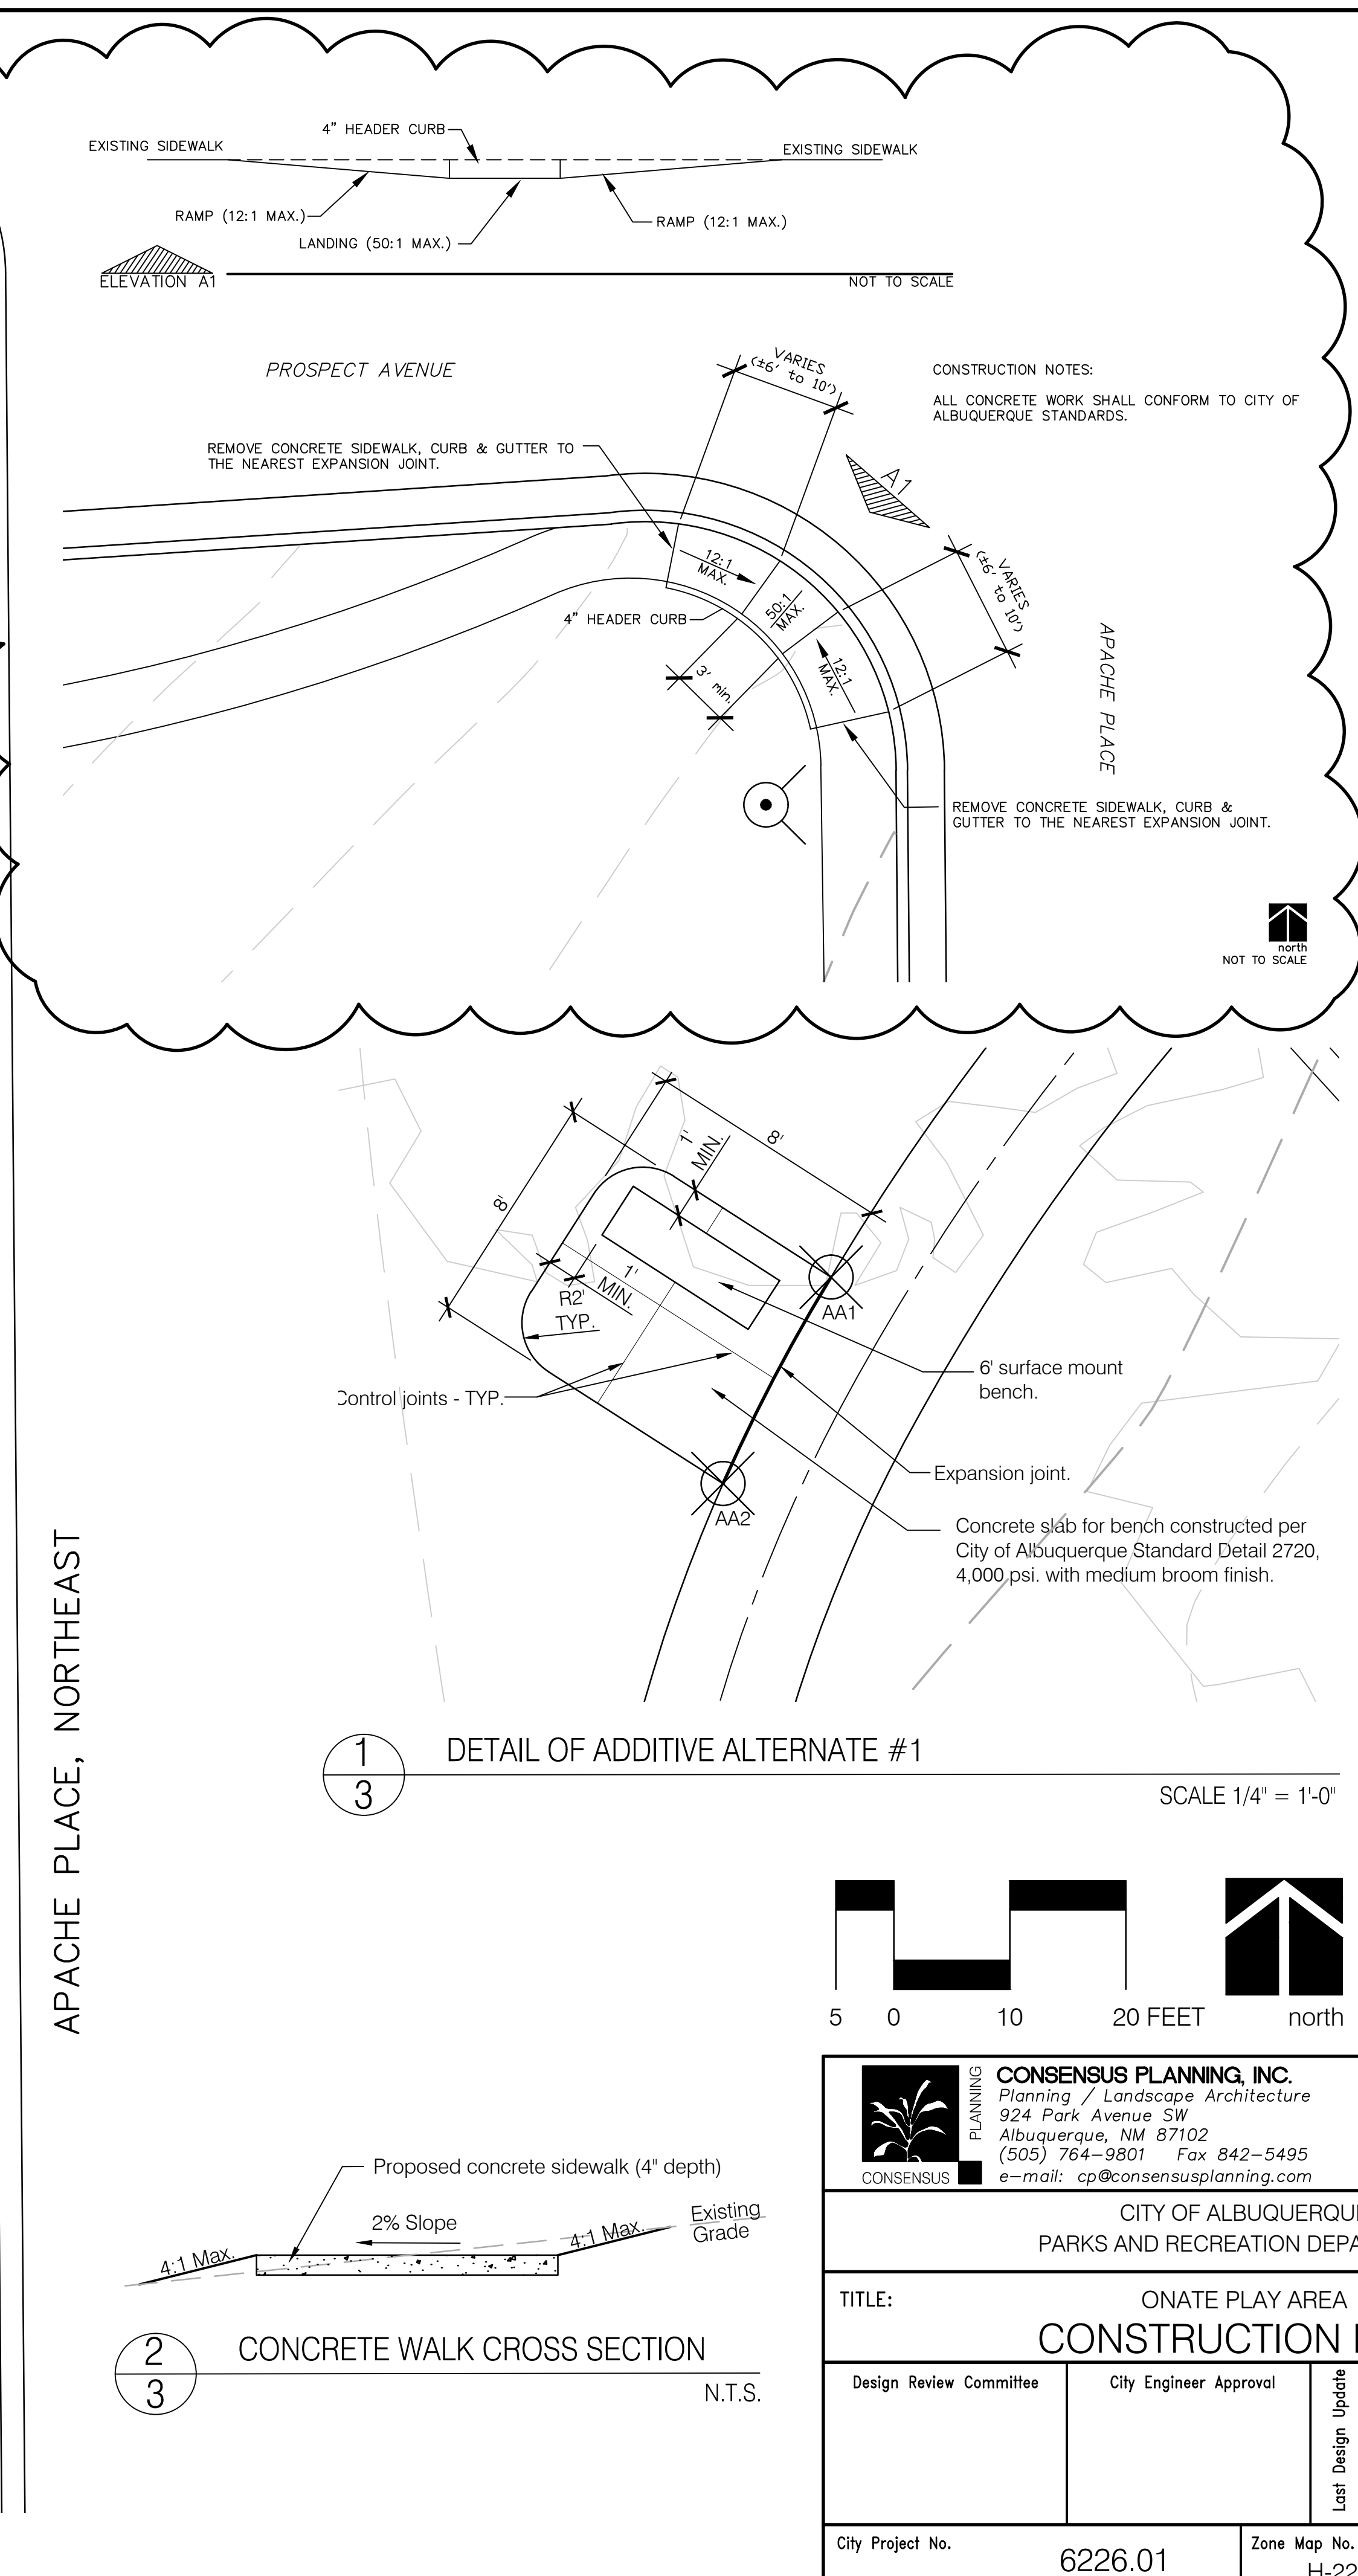 4" HEADER CURB
EXISTING SIDEWALK
EXISTING SIDEWALK
RAMP (12:1 MAX.)
RAMP (12:1 MAX.)
LANDING (50:1 MAX.)
ELEVATION A1
NOT TO SCALE
PROSPECT AVENUE
VARIES
(±6' to 10')
CONSTRUCTION NOTES:
ALL CONCRETE WORK SHALL CONFORM TO CITY OF
ALBUQUERQUE STANDARDS.
REMOVE CONCRETE SIDEWALK, CURB & GUTTER TO
THE NEAREST EXPANSION JOINT.
A1
12:1
MAX.
50:1
MAX.
VARIES
(±6' to 10')
4" HEADER CURB
12:1
MAX.
3' min.
APACHE PLACE
REMOVE CONCRETE SIDEWALK, CURB &
GUTTER TO THE NEAREST EXPANSION JOINT.
north
NOT TO SCALE
8'
1'
MIN.
8'
1'
MIN.
R2'
TYP.
AA1
Control joints - TYP.
6' surface mount
bench.
Expansion joint.
AA2
Concrete slab for bench constructed per
City of Albuquerque Standard Detail 2720,
4,000 psi. with medium broom finish.
APACHE PLACE, NORTHEAST
1
3
DETAIL OF ADDITIVE ALTERNATE #1
SCALE 1/4" = 1'-0"
5 0 10 20 FEET
north
CONSENSUS
PLANNING
CONSENSUS PLANNING, INC.
Planning / Landscape Architecture
924 Park Avenue SW
Albuquerque, NM 87102
(505) 764-9801 Fax 842-5495
e-mail: cp@consensusplanning.com
Proposed concrete sidewalk (4" depth)
2% Slope
4:1 Max.
4:1 Max.
Existing
Grade
2
3
CONCRETE WALK CROSS SECTION
N.T.S.
CITY OF ALBUQUERQU
PARKS AND RECREATION DEPA
TITLE:
ONATE PLAY AREA
CONSTRUCTION
Design Review Committee
City Engineer Approval
Last Design Update
City Project No.
6226.01
Zone Map No.
H-22